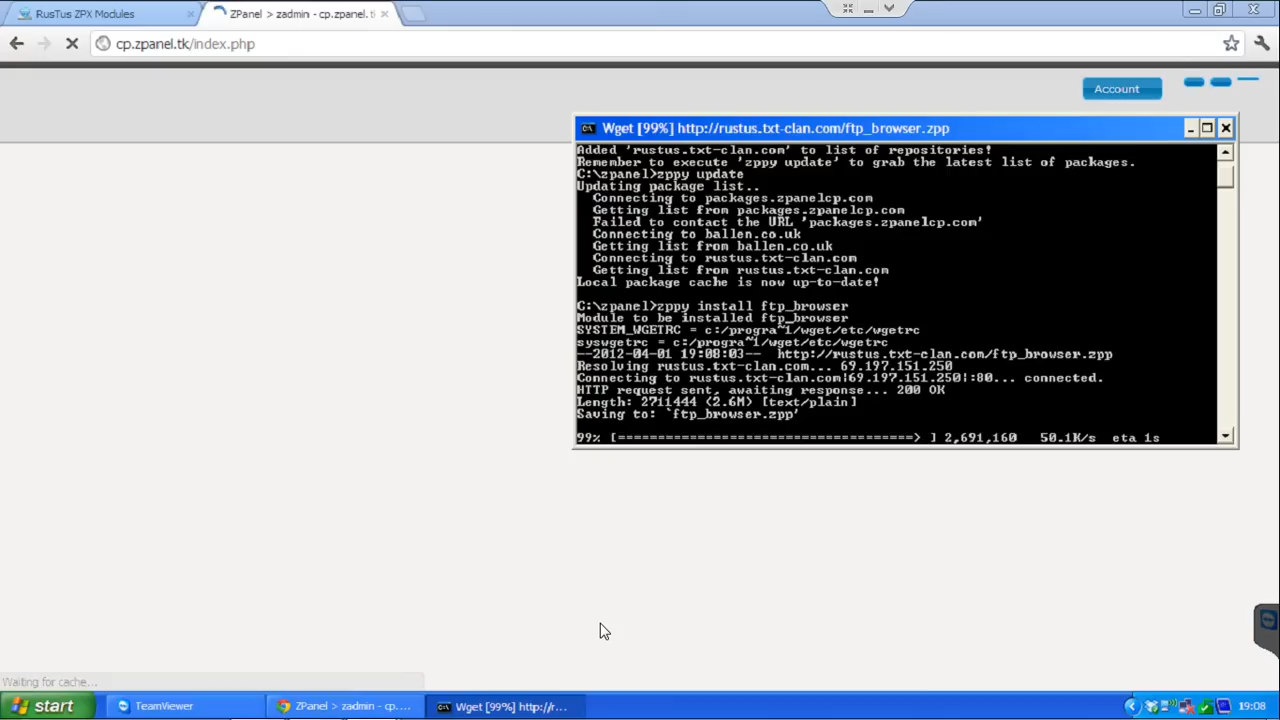 RusTus ZPX Modules
ZPanel > zadmin - cp.zpanel.t
cp.zpanel.tk/index.php
Account
Wget [99%] http://rustus.txt-clan.com/ftp_browser.zpp
Added 'rustus.txt-clan.com' to list of repositories!
Remember to execute 'zppy update' to grab the latest list of packages.
C:\zpanel>zppy update
Updating package list..
Connecting to packages.zpanelcp.com
Getting list from packages.zpanelcp.com
Failed to contact the URL 'packages.zpanelcp.com'
Connecting to ballen.co.uk
Getting list from ballen.co.uk
Connecting to rustus.txt-clan.com
Getting list from rustus.txt-clan.com
Local package cache is now up-to-date!
C:\zpanel>zppy install ftp_browser
Module to be installed ftp_browser
SYSTEM_WGETRC = c:/progra~1/wget/etc/wgetrc
syswgetrc = c:/progra~1/wget/etc/wgetrc
--2012-04-01 19:08:03-- http://rustus.txt-clan.com/ftp_browser.zpp
Resolving rustus.txt-clan.com... 69.197.151.250
Connecting to rustus.txt-clan.com|69.197.151.250|:80... connected.
HTTP request sent, awaiting response... 200 OK
Length: 2711444 (2.6M) [text/plain]
Saving to: `ftp_browser.zpp'
99% [=====================================> ] 2,691,160 50.1K/s eta 1s
Waiting for cache...
start
TeamViewer
ZPanel > zadmin - cp....
Wget [99%] http://r...
19:08